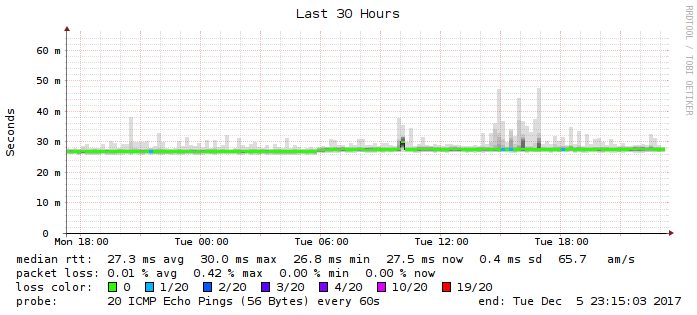 Last 30 Hours
RRDTOOL / TOBI OETIKER
Seconds
60 m
50 m
40 m
30 m
20 m
10 m
0
Mon 18:00 Tue 00:00 Tue 06:00 Tue 12:00 Tue 18:00
median rtt: 27.3 ms avg 30.0 ms max 26.8 ms min 27.5 ms now 0.4 ms sd 65.7 am/s
packet loss: 0.01 % avg 0.42 % max 0.00 % min 0.00 % now
loss color: 0 1/20 2/20 3/20 4/20 10/20 19/20
probe: 20 ICMP Echo Pings (56 Bytes) every 60s end: Tue Dec 5 23:15:03 2017